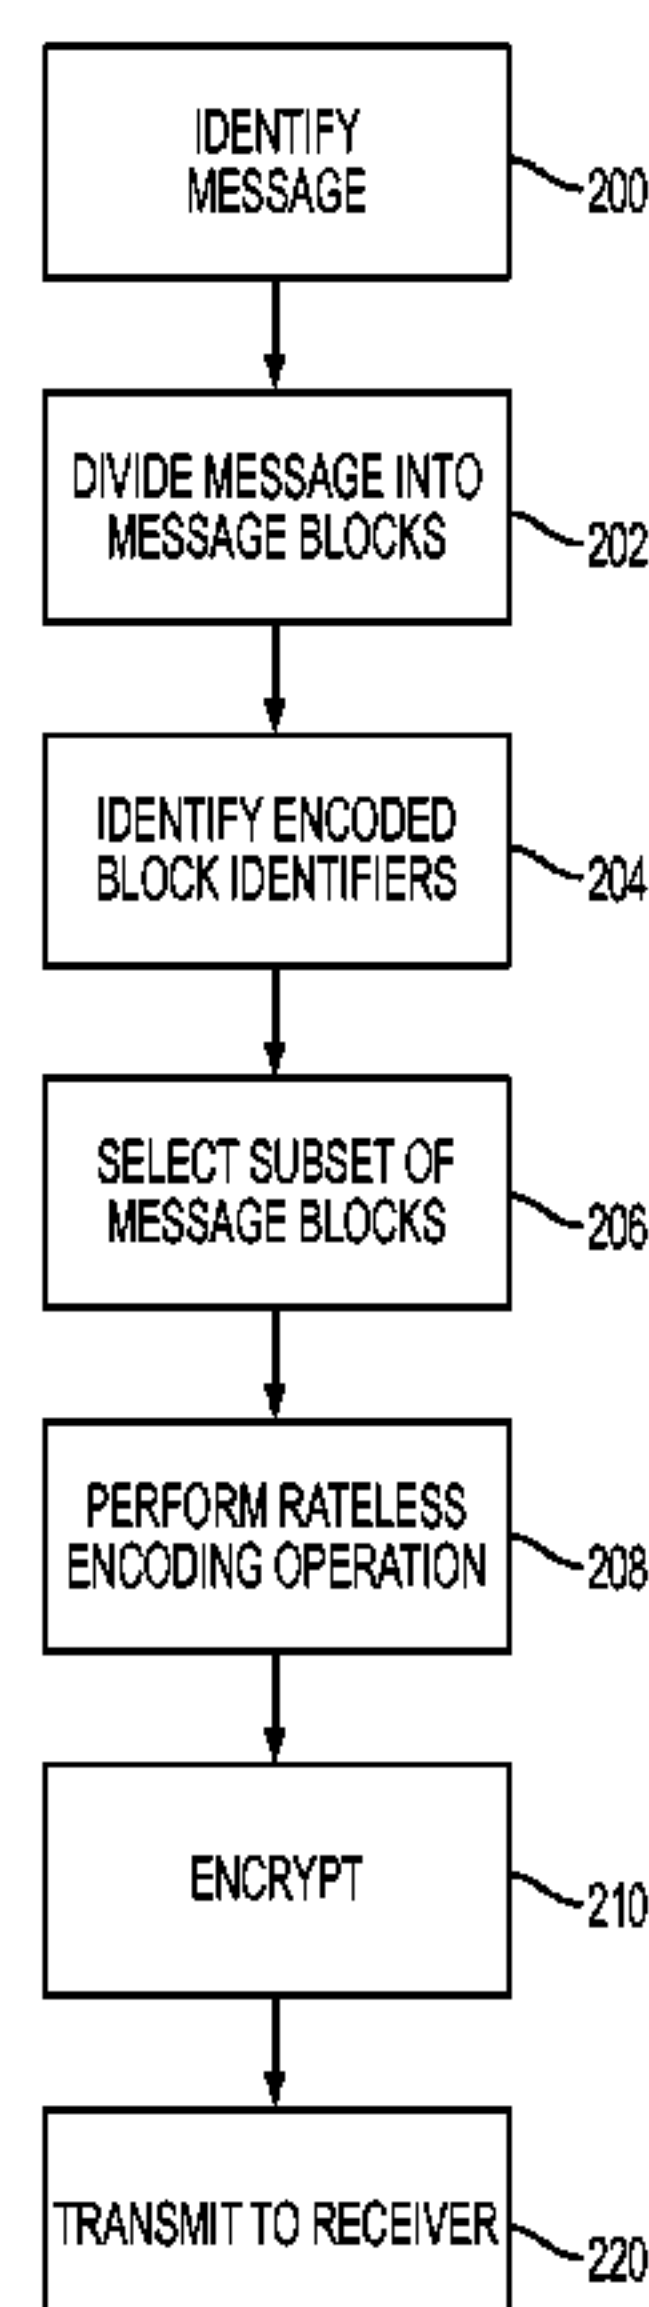 IDENTIFY
MESSAGE
200
DIVIDE MESSAGE INTO
MESSAGE BLOCKS
202
IDENTIFY ENCODED
BLOCK IDENTIFIERS
204
SELECT SUBSET OF
MESSAGE BLOCKS
206
PERFORM RATELESS
ENCODING OPERATION
208
ENCRYPT
210
TRANSMIT TO RECEIVER
220